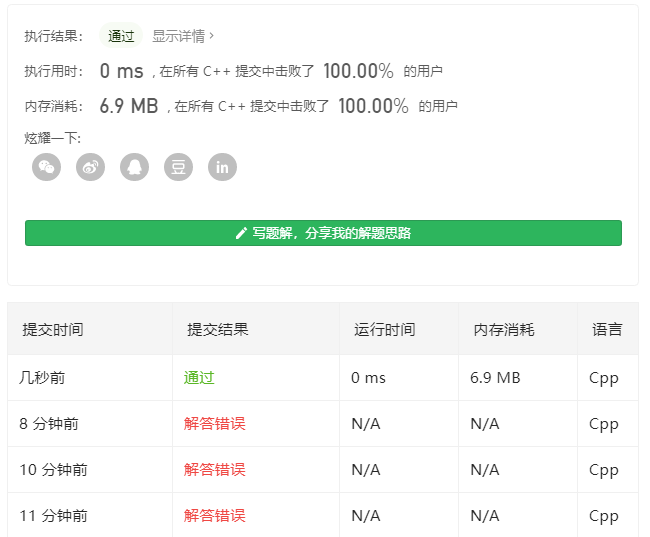 执行结果： 通过 显示详情 ›
执行用时： 0 ms , 在所有 C++ 提交中击败了 100.00% 的用户
内存消耗： 6.9 MB , 在所有 C++ 提交中击败了 100.00% 的用户
炫耀一下:
豆 in
写题解，分享我的解题思路
提交时间 提交结果 运行时间 内存消耗 语言
几秒前 通过 0 ms 6.9 MB Cpp
8 分钟前 解答错误 N/A N/A Cpp
10 分钟前 解答错误 N/A N/A Cpp
11 分钟前 解答错误 N/A N/A Cpp